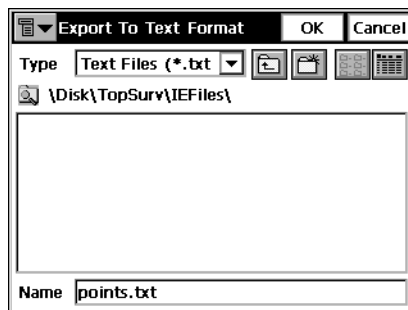 Export To Text Format OK Cancel
Type Text Files (*.txt
\Disk\TopSurv\IEFiles\
Name points.txt